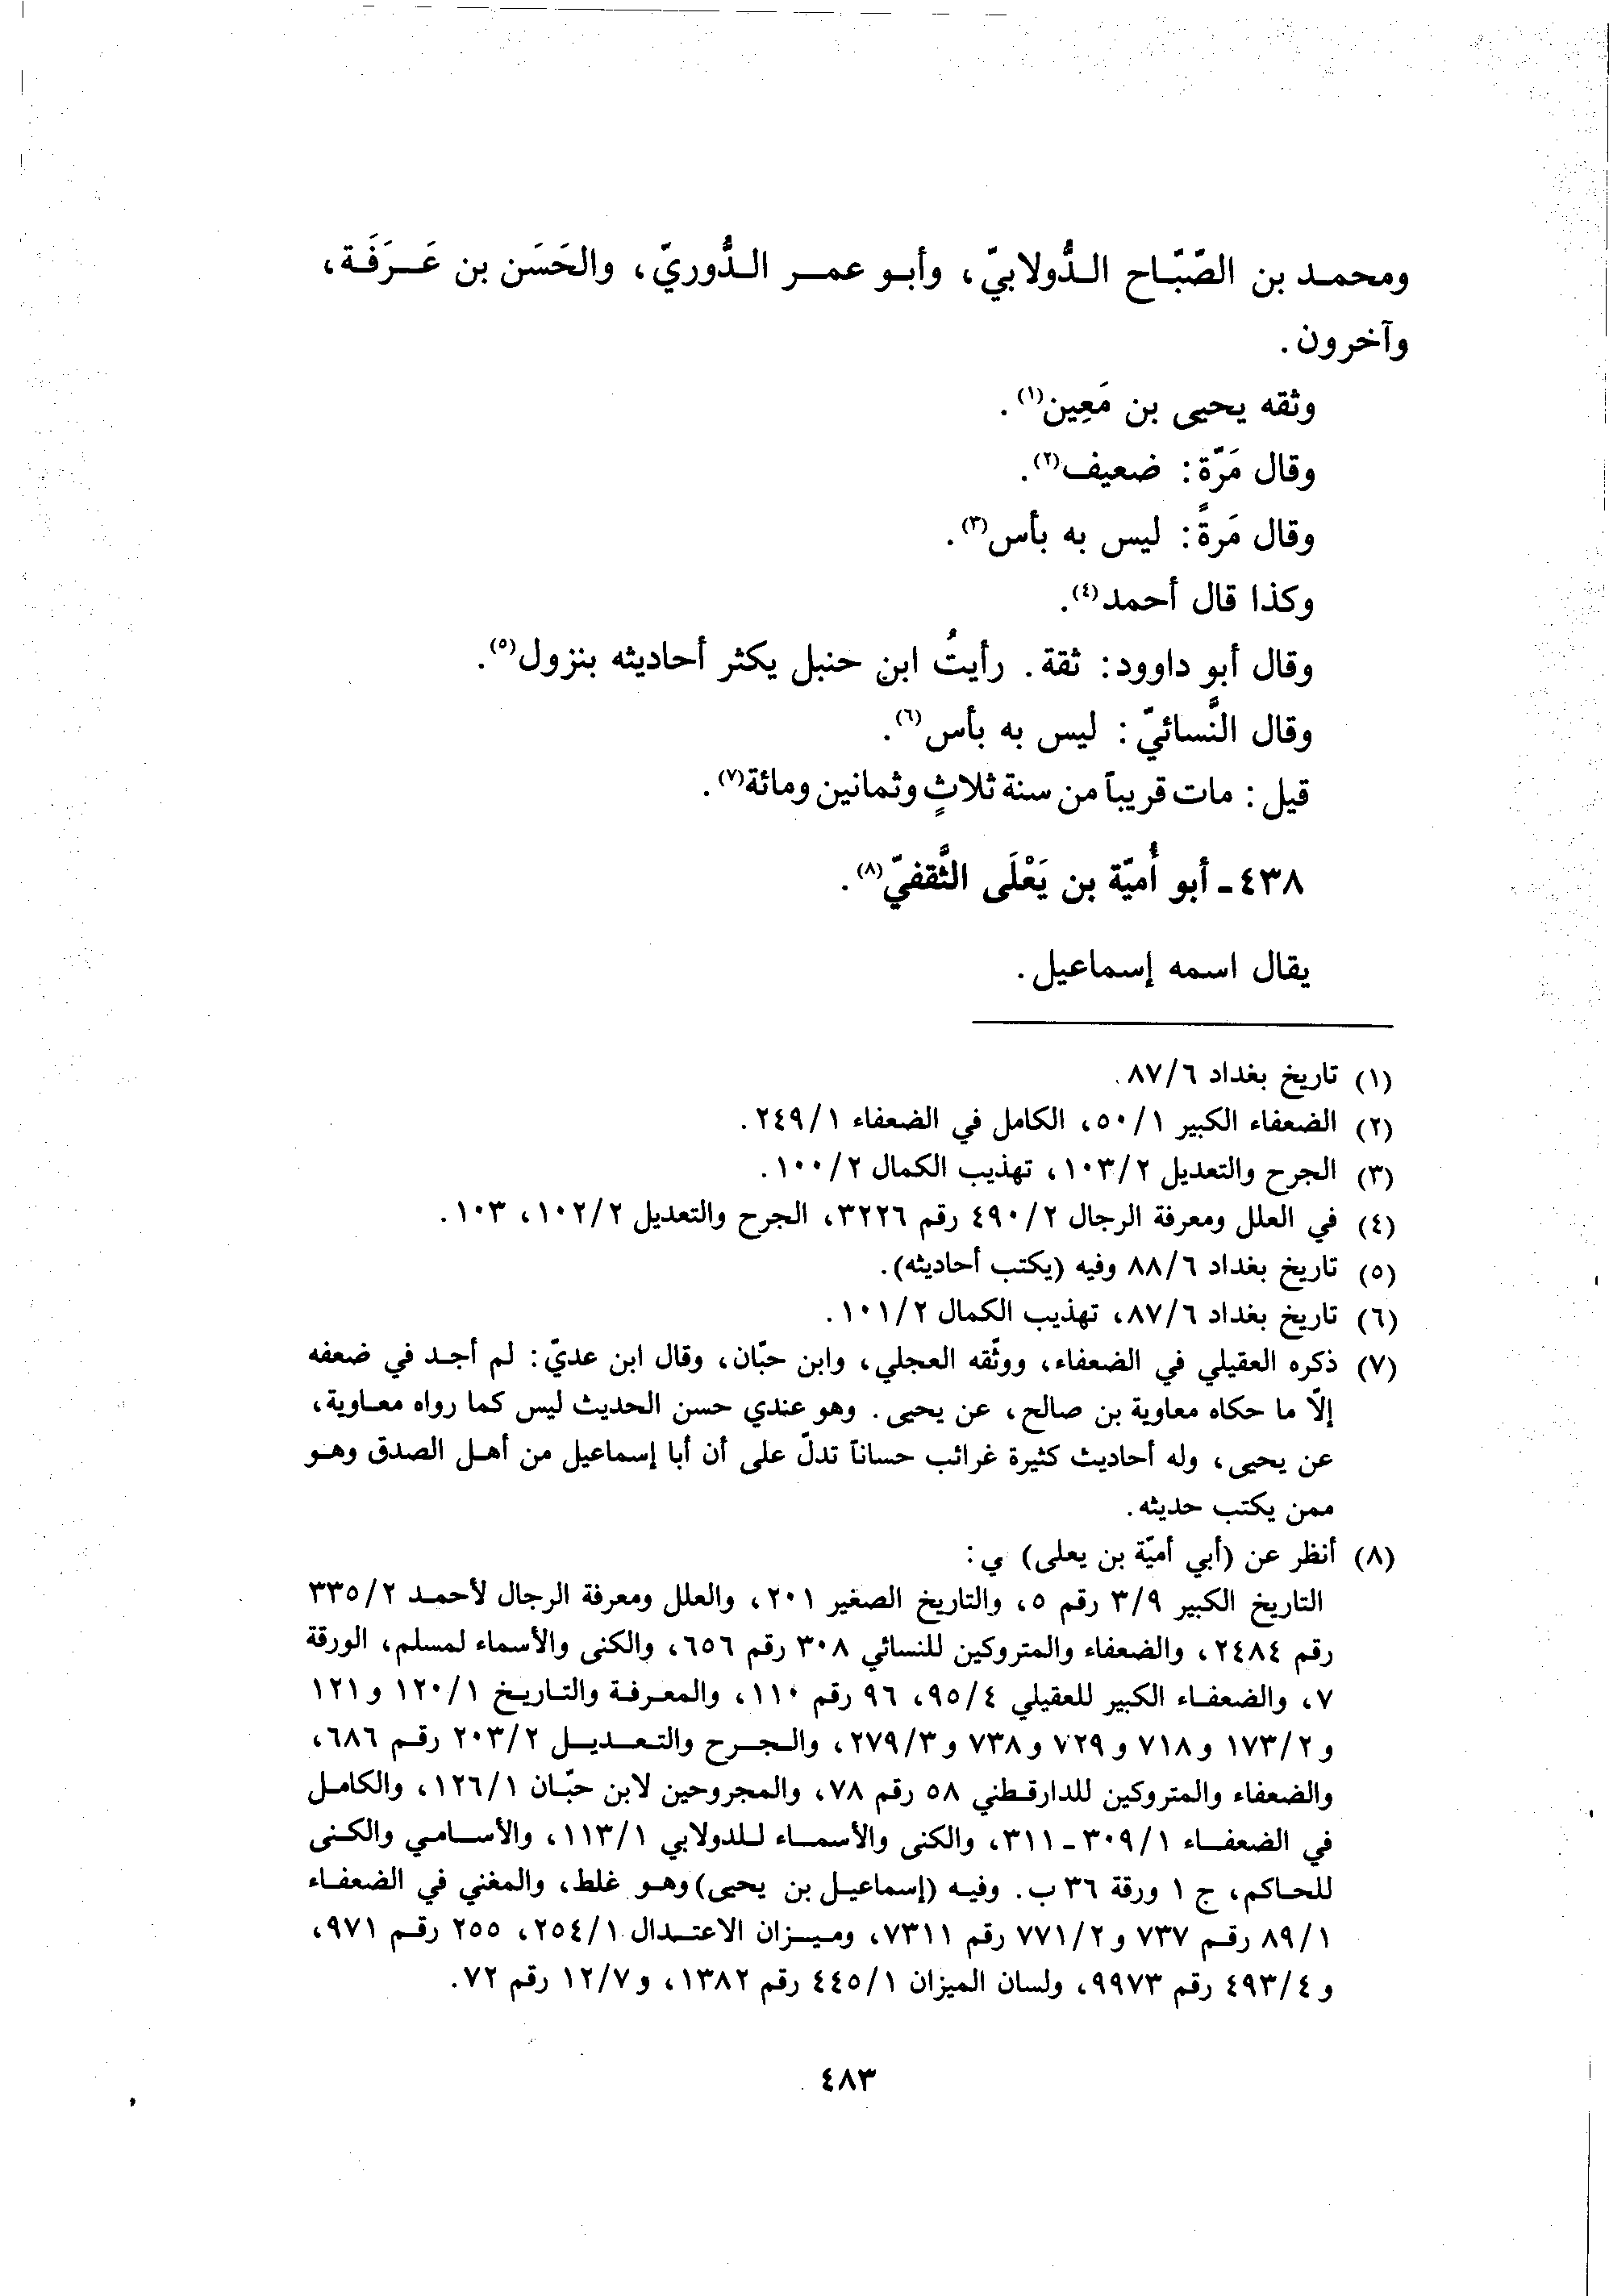 ومحمد بن الصّبّاح الدُّولابيّ، وأبو عمر الدُّوريّ، والحَسَن بن عَرَفَة،
وآخرون.
وثقه يحيى بن مَعِين(١).
وقال مَرّة: ضعيف(٢).
وقال مَرةً: ليس به بأس(٣).
وكذا قال أحمد(٤).
وقال أبو داوود: ثقة. رأيتُ ابن حنبل يكثر أحاديثه بنزول(٥).
وقال النَّسائيّ: ليس به بأس(٦).
قيل: مات قريباً من سنة ثلاثٍ وثمانين ومائة(٧).
٤٣٨ - أبو أُميّة بن يَعْلَى الثَّقفيّ(٨).
يقال اسمه إسماعيل.
(١) تاريخ بغداد ٨٧/٦.
(٢) الضعفاء الكبير ٥٠/١، الكامل في الضعفاء ٢٤٩/١.
(٣) الجرح والتعديل ١٠٣/٢، تهذيب الكمال ١٠٠/٢.
(٤) في العلل ومعرفة الرجال ٤٩٠/٢ رقم ٣٢٢٦، الجرح والتعديل ١٠٢/٢، ١٠٣.
(٥) تاريخ بغداد ٨٨/٦ وفيه (يكتب أحاديثه).
(٦) تاريخ بغداد ٨٧/٦، تهذيب الكمال ١٠١/٢.
(٧) ذكره العقيلي في الضعفاء، ووثّقه العجلي، وابن حبّان، وقال ابن عديّ: لم أجد في ضعفه
إلّا ما حكاه معاوية بن صالح، عن يحيى. وهو عندي حسن الحديث ليس كما رواه معاوية،
عن يحيى، وله أحاديث كثيرة غرائب حساناً تدلّ على أن أبا إسماعيل من أهل الصدق وهو
ممن يكتب حديثه.
(٨) أنظر عن (أبي أميّة بن يعلى) ي:
التاريخ الكبير ٣/٩ رقم ٥، والتاريخ الصغير ٢٠١، والعلل ومعرفة الرجال لأحمد ٣٣٥/٢
رقم ٢٤٨٤، والضعفاء والمتروكين للنسائي ٣٠٨ رقم ٦٥٦، والكنى والأسماء لمسلم، الورقة
٧، والضعفاء الكبير للعقيلي ٩٥/٤، ٩٦ رقم ١١٠، والمعرفة والتاريخ ١٢٠/١ و١٢١
و١٧٣/٢ و٧١٨ و٧٢٩ و٧٣٨ و٢٧٩/٣، والجرح والتعديل ٢٠٣/٢ رقم ٦٨٦،
والضعفاء والمتروكين للدارقطني ٥٨ رقم ٧٨، والمجروحين لابن حبّان ١٢٦/١، والكامل
في الضعفاء ٣٠٩/١ - ٣١١، والكنى والأسماء للدولابي ١١٣/١، والأسامي والكنى
للحاكم، ج ١ ورقة ٣٦ ب. وفيه (إسماعيل بن يحيى) وهو غلط، والمغني في الضعفاء
٨٩/١ رقم ٧٣٧ و٧٧١/٢ رقم ٧٣١١، وميزان الاعتدال ٢٥٤/١، ٢٥٥ رقم ٩٧١،
و٤٩٣/٤ رقم ٩٩٧٣، ولسان الميزان ٤٤٥/١ رقم ١٣٨٢، و١٢/٧ رقم ٧٢.
٤٨٣